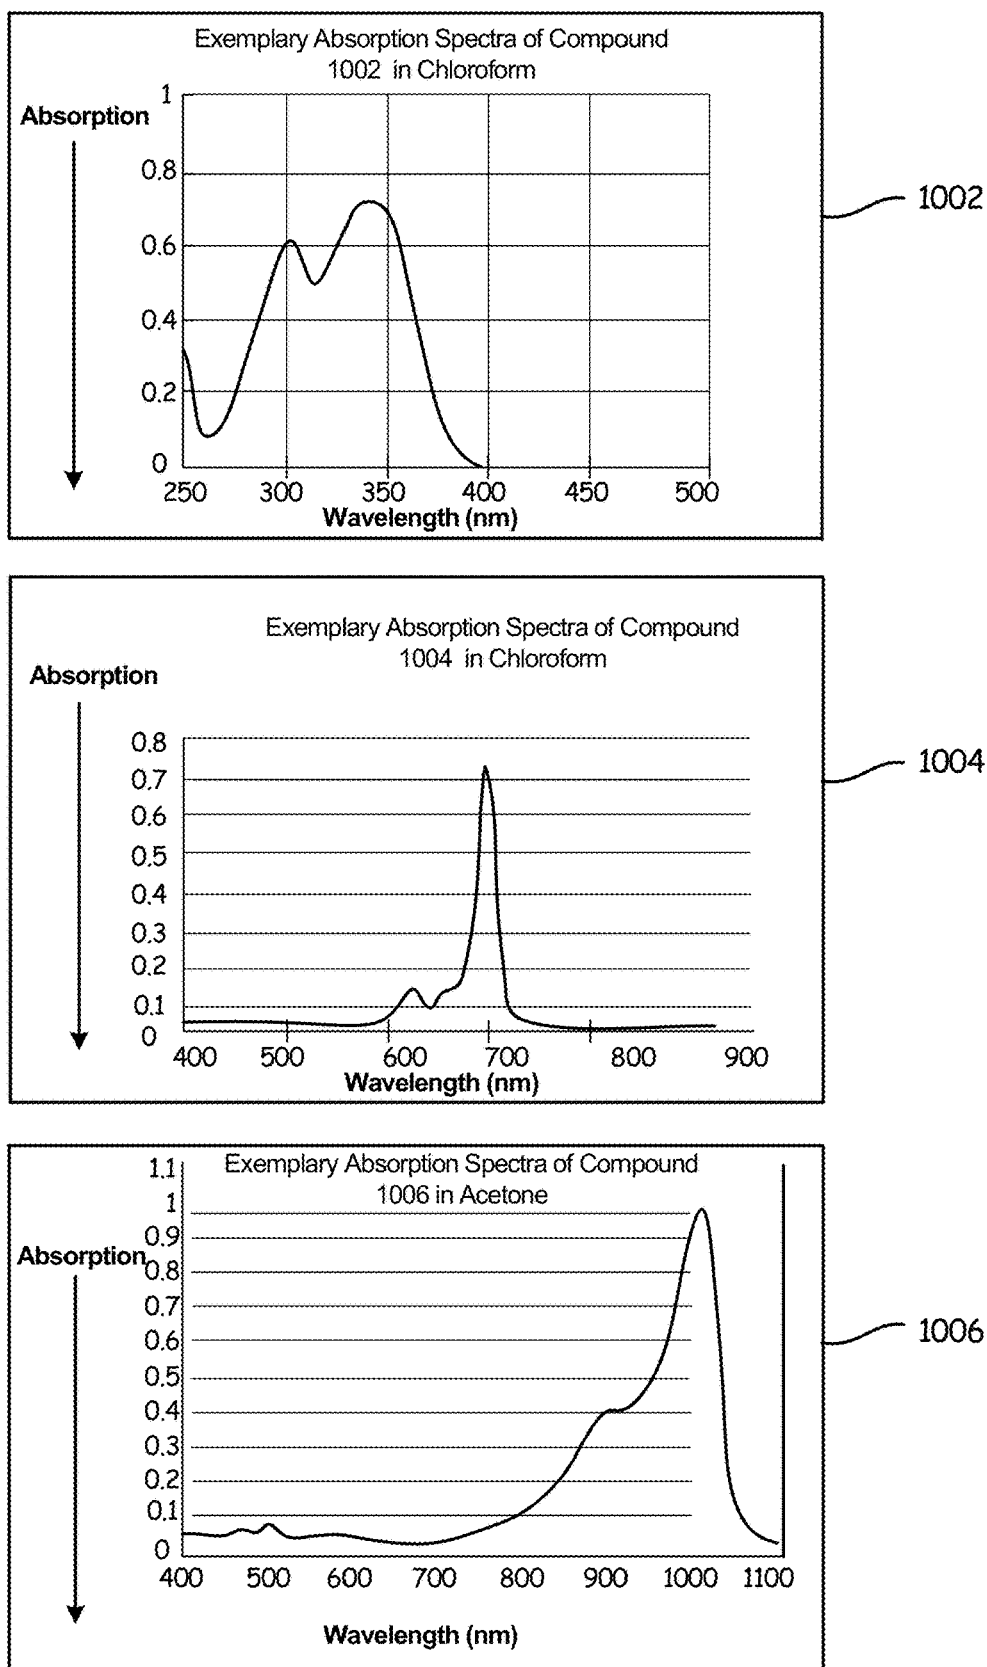 Exemplary Absorption Spectra of Compound
1002 in Chloroform
Absorption
1
0.8
0.6
0.4
0.2
0
250 300 350 400 450 500
Wavelength (nm)
1002
Exemplary Absorption Spectra of Compound
1004 in Chloroform
Absorption
0.8
0.7
0.6
0.5
0.4
0.3
0.2
0.1
0
400 500 600 700 800 900
Wavelength (nm)
1004
Exemplary Absorption Spectra of Compound
1006 in Acetone
Absorption
1.1
1
0.9
0.8
0.7
0.6
0.5
0.4
0.3
0.2
0.1
0
400 500 600 700 800 900 1000 1100
Wavelength (nm)
1006